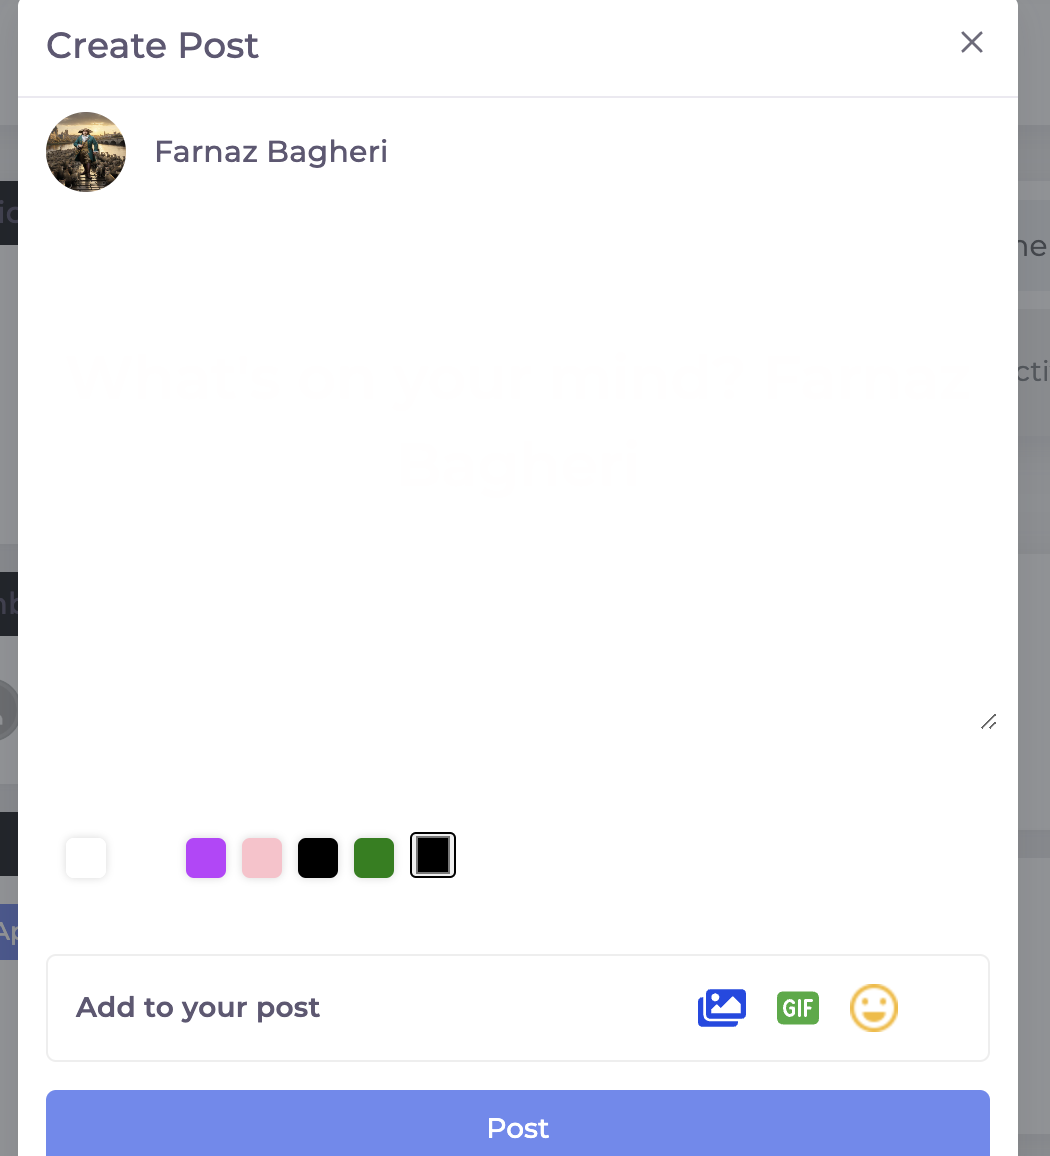 Create Post
Farnaz Bagheri
What's on your mind? Farnaz
Bagheri
Add to your post
GIF
Post